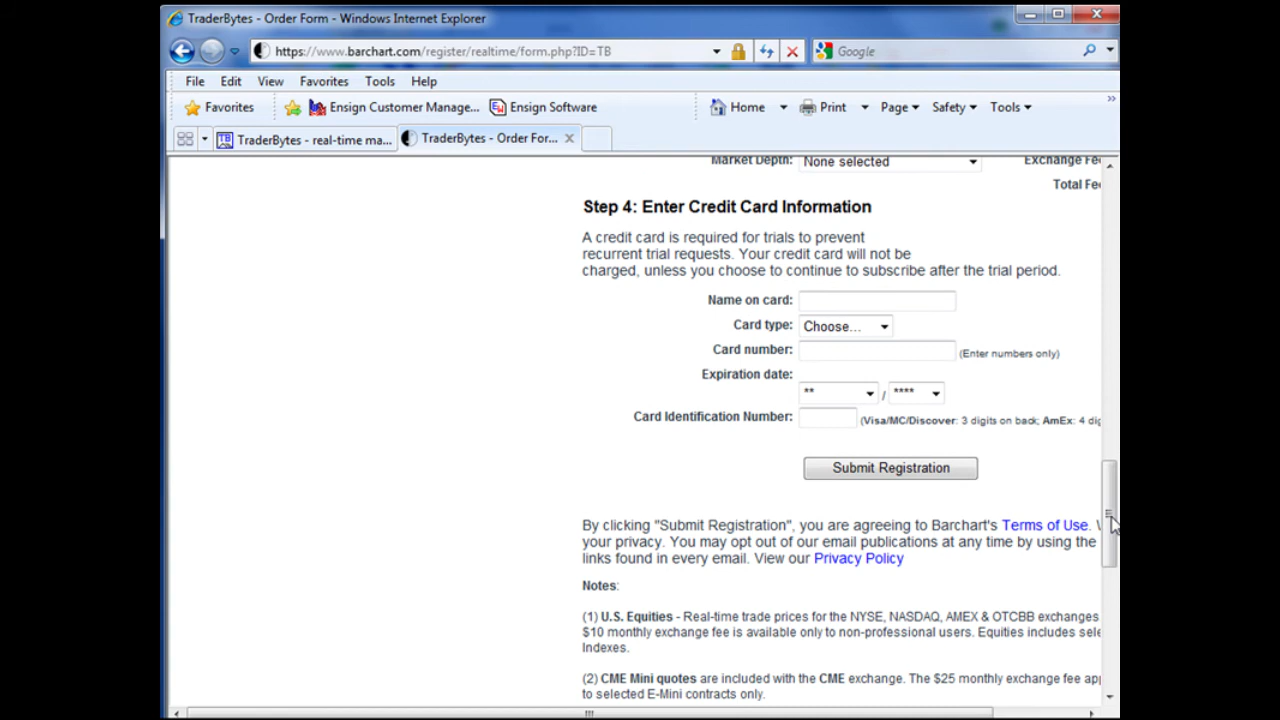 TraderBytes - Order Form - Windows Internet Explorer
https://www.barchart.com/register/realtime/form.php?ID=TB
Google
File Edit View Favorites Tools Help
Favorites Ensign Customer Manage... Ensign Software Home Print Page Safety Tools
TraderBytes - real-time ma... TraderBytes - Order For...
Market Depth: None selected Exchange Fe
Total Fe
Step 4: Enter Credit Card Information
A credit card is required for trials to prevent
recurrent trial requests. Your credit card will not be
charged, unless you choose to continue to subscribe after the trial period.
Name on card:
Card type: Choose...
Card number: (Enter numbers only)
Expiration date:
** / ****
Card Identification Number: (Visa/MC/Discover: 3 digits on back; AmEx: 4 dig
Submit Registration
By clicking "Submit Registration", you are agreeing to Barchart's Terms of Use.
your privacy. You may opt out of our email publications at any time by using the
links found in every email. View our Privacy Policy
Notes:
(1) U.S. Equities - Real-time trade prices for the NYSE, NASDAQ, AMEX & OTCBB exchanges
$10 monthly exchange fee is available only to non-professional users. Equities includes sele
Indexes.
(2) CME Mini quotes are included with the CME exchange. The $25 monthly exchange fee app
to selected E-Mini contracts only.